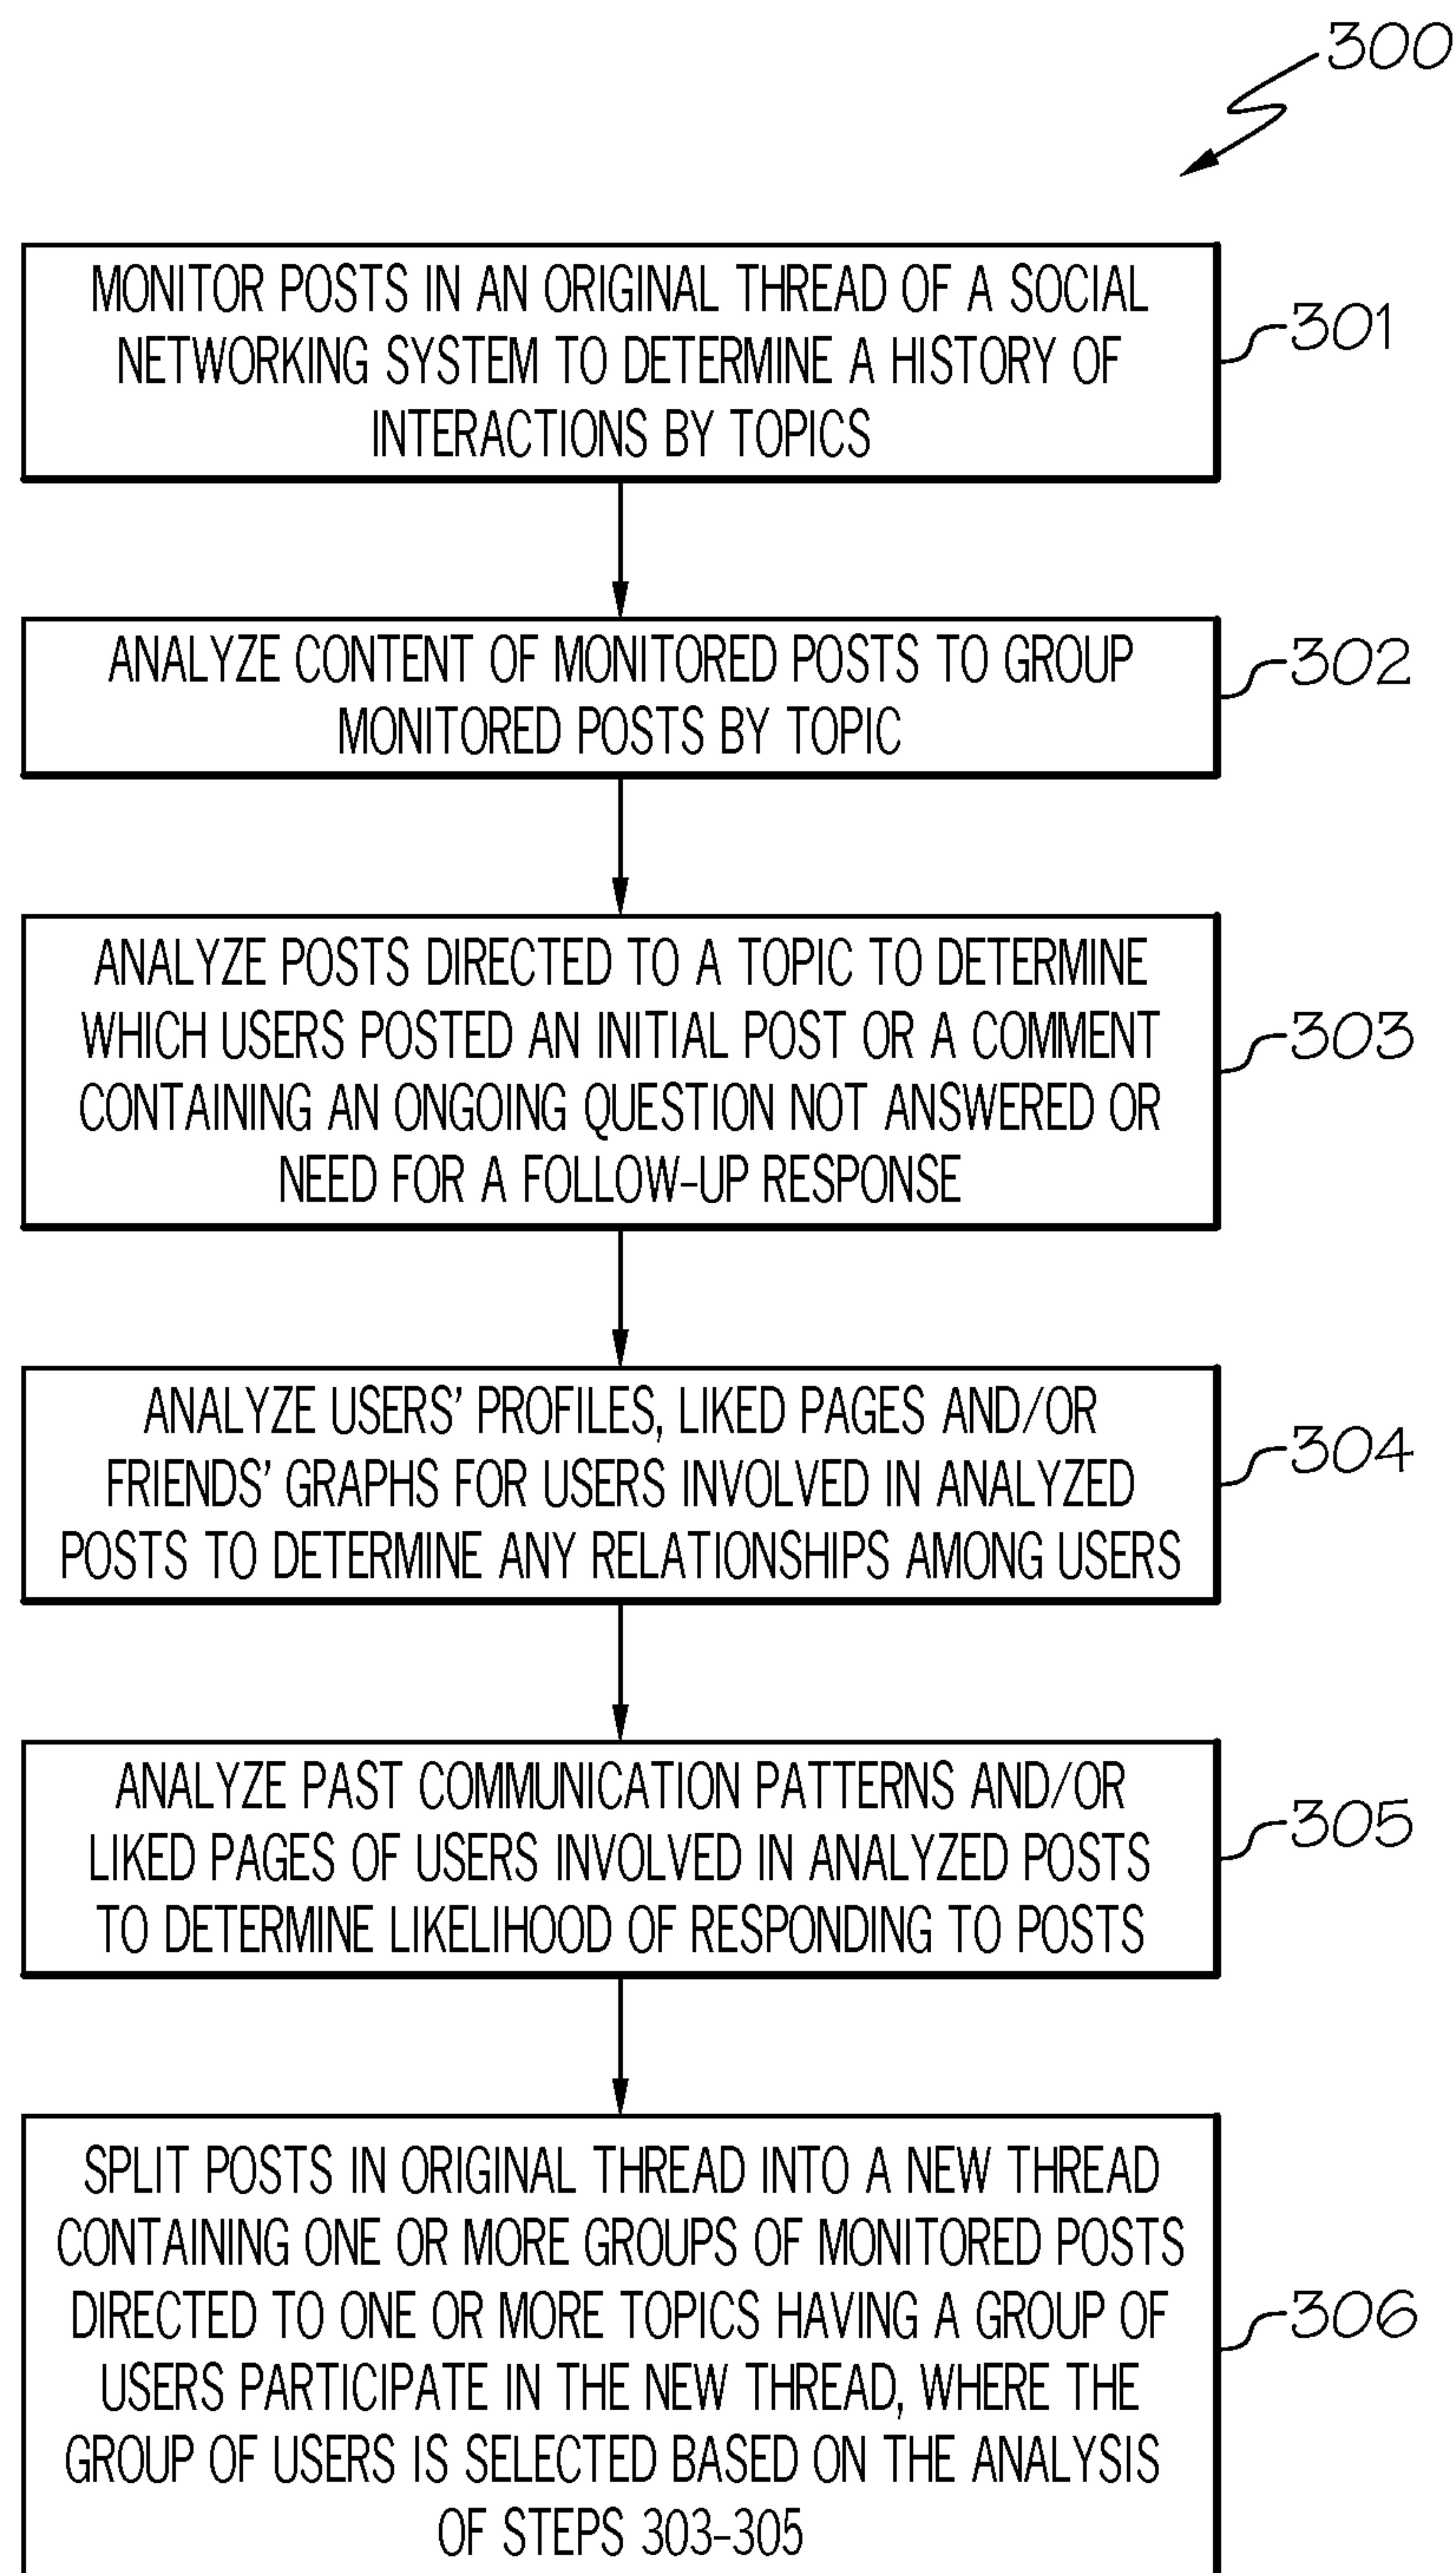 300
MONITOR POSTS IN AN ORIGINAL THREAD OF A SOCIAL
NETWORKING SYSTEM TO DETERMINE A HISTORY OF
INTERACTIONS BY TOPICS
301
ANALYZE CONTENT OF MONITORED POSTS TO GROUP
MONITORED POSTS BY TOPIC
302
ANALYZE POSTS DIRECTED TO A TOPIC TO DETERMINE
WHICH USERS POSTED AN INITIAL POST OR A COMMENT
CONTAINING AN ONGOING QUESTION NOT ANSWERED OR
NEED FOR A FOLLOW-UP RESPONSE
303
ANALYZE USERS' PROFILES, LIKED PAGES AND/OR
FRIENDS' GRAPHS FOR USERS INVOLVED IN ANALYZED
POSTS TO DETERMINE ANY RELATIONSHIPS AMONG USERS
304
ANALYZE PAST COMMUNICATION PATTERNS AND/OR
LIKED PAGES OF USERS INVOLVED IN ANALYZED POSTS
TO DETERMINE LIKELIHOOD OF RESPONDING TO POSTS
305
SPLIT POSTS IN ORIGINAL THREAD INTO A NEW THREAD
CONTAINING ONE OR MORE GROUPS OF MONITORED POSTS
DIRECTED TO ONE OR MORE TOPICS HAVING A GROUP OF
USERS PARTICIPATE IN THE NEW THREAD, WHERE THE
GROUP OF USERS IS SELECTED BASED ON THE ANALYSIS
OF STEPS 303-305
306